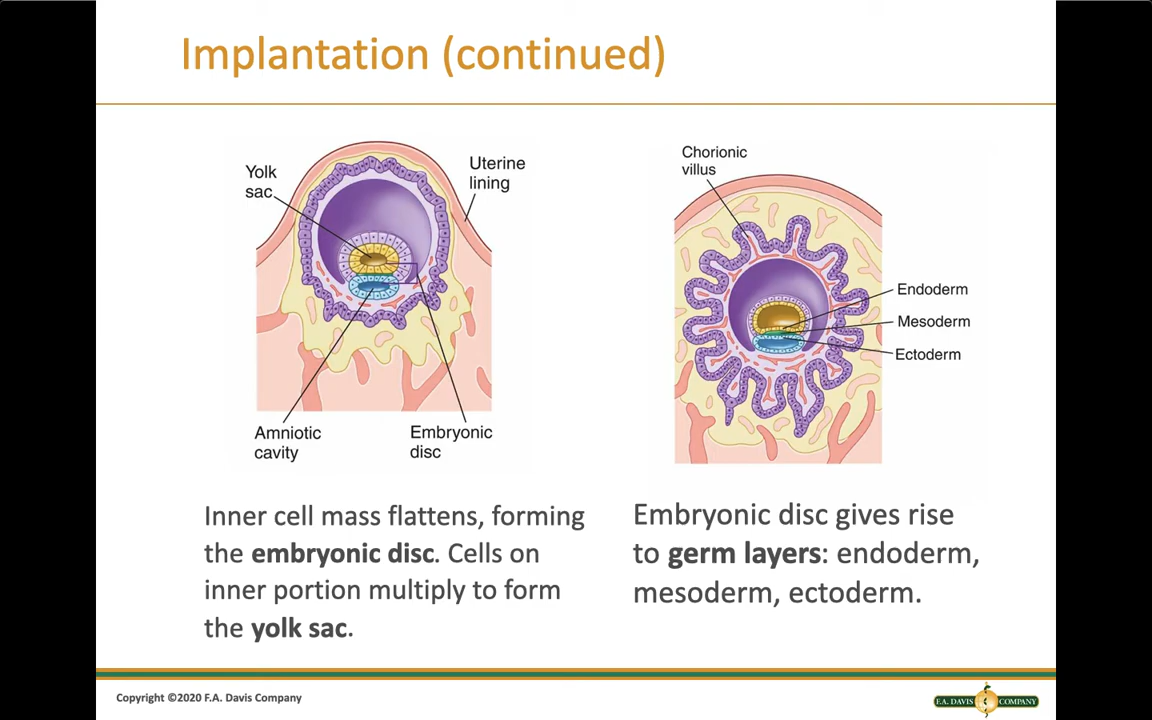 Implantation (continued)
Yolk
sac
Uterine
lining
Amniotic
cavity
Embryonic
disc
Chorionic
villus
Endoderm
Mesoderm
Ectoderm
Inner cell mass flattens, forming
the embryonic disc. Cells on
inner portion multiply to form
the yolk sac.
Embryonic disc gives rise
to germ layers: endoderm,
mesoderm, ectoderm.
Copyright ©2020 F.A. Davis Company
F.A. DAVIS COMPANY